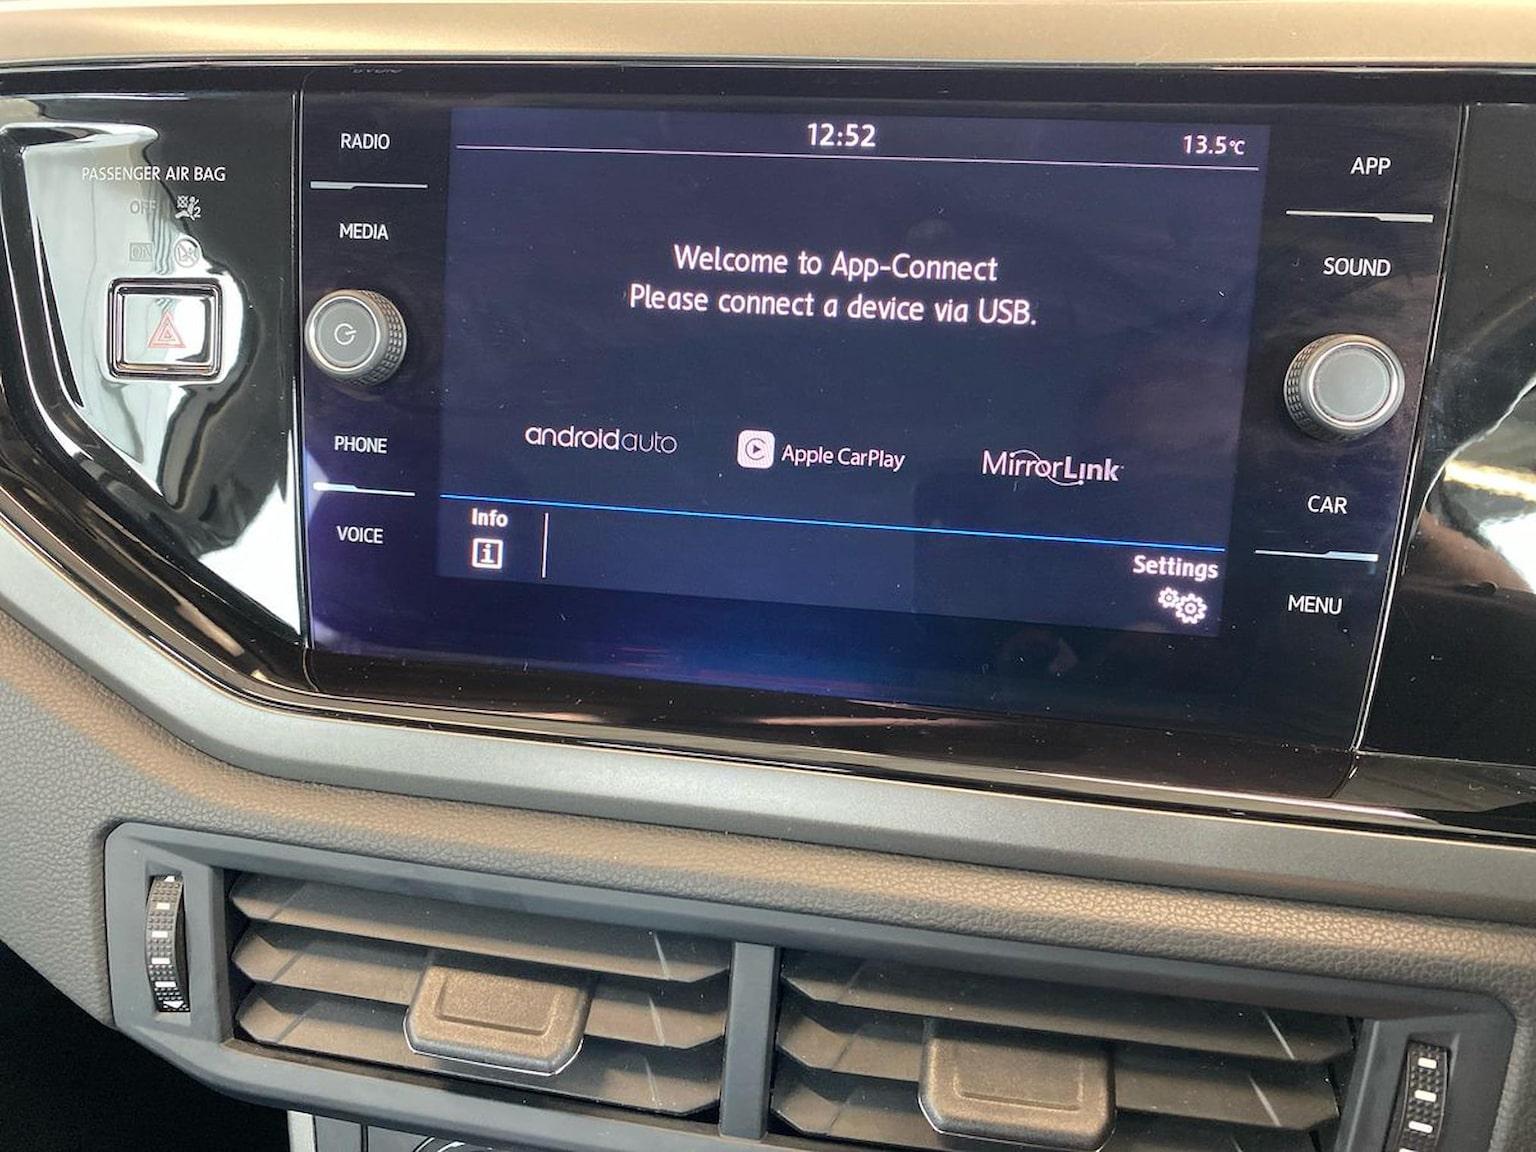 PASSENGER AIR BAG
OFF
ON
RADIO
MEDIA
PHONE
VOICE
12:52
13.5°C
Welcome to App-Connect
Please connect a device via USB.
androidauto
Apple CarPlay
MirrorLink
Info
i
Settings
APP
SOUND
CAR
MENU